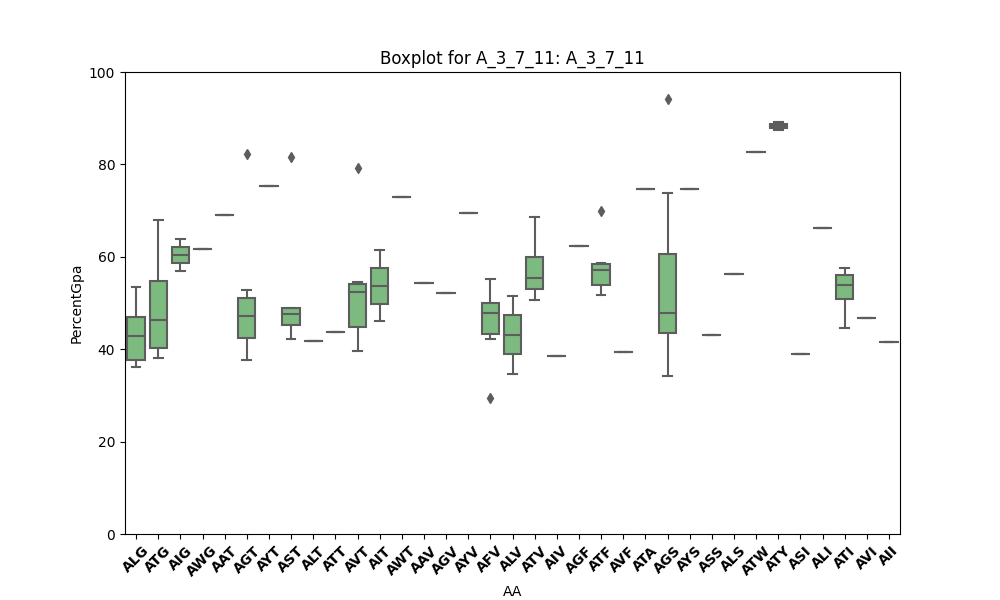 Boxplot for A_3_7_11: A_3_7_11
100
80
60
40
20
0
PercentGpa
ALG ATG AIG AWG AAT AGT AYT AST ALT ATT AVT AIT AWT AAV AGV AYV AFV ALV ATV AIV AGF ATF AVF ATA AGS AYS ASS ALS ATW ATY ASI ALI ATI AVI AII
AA